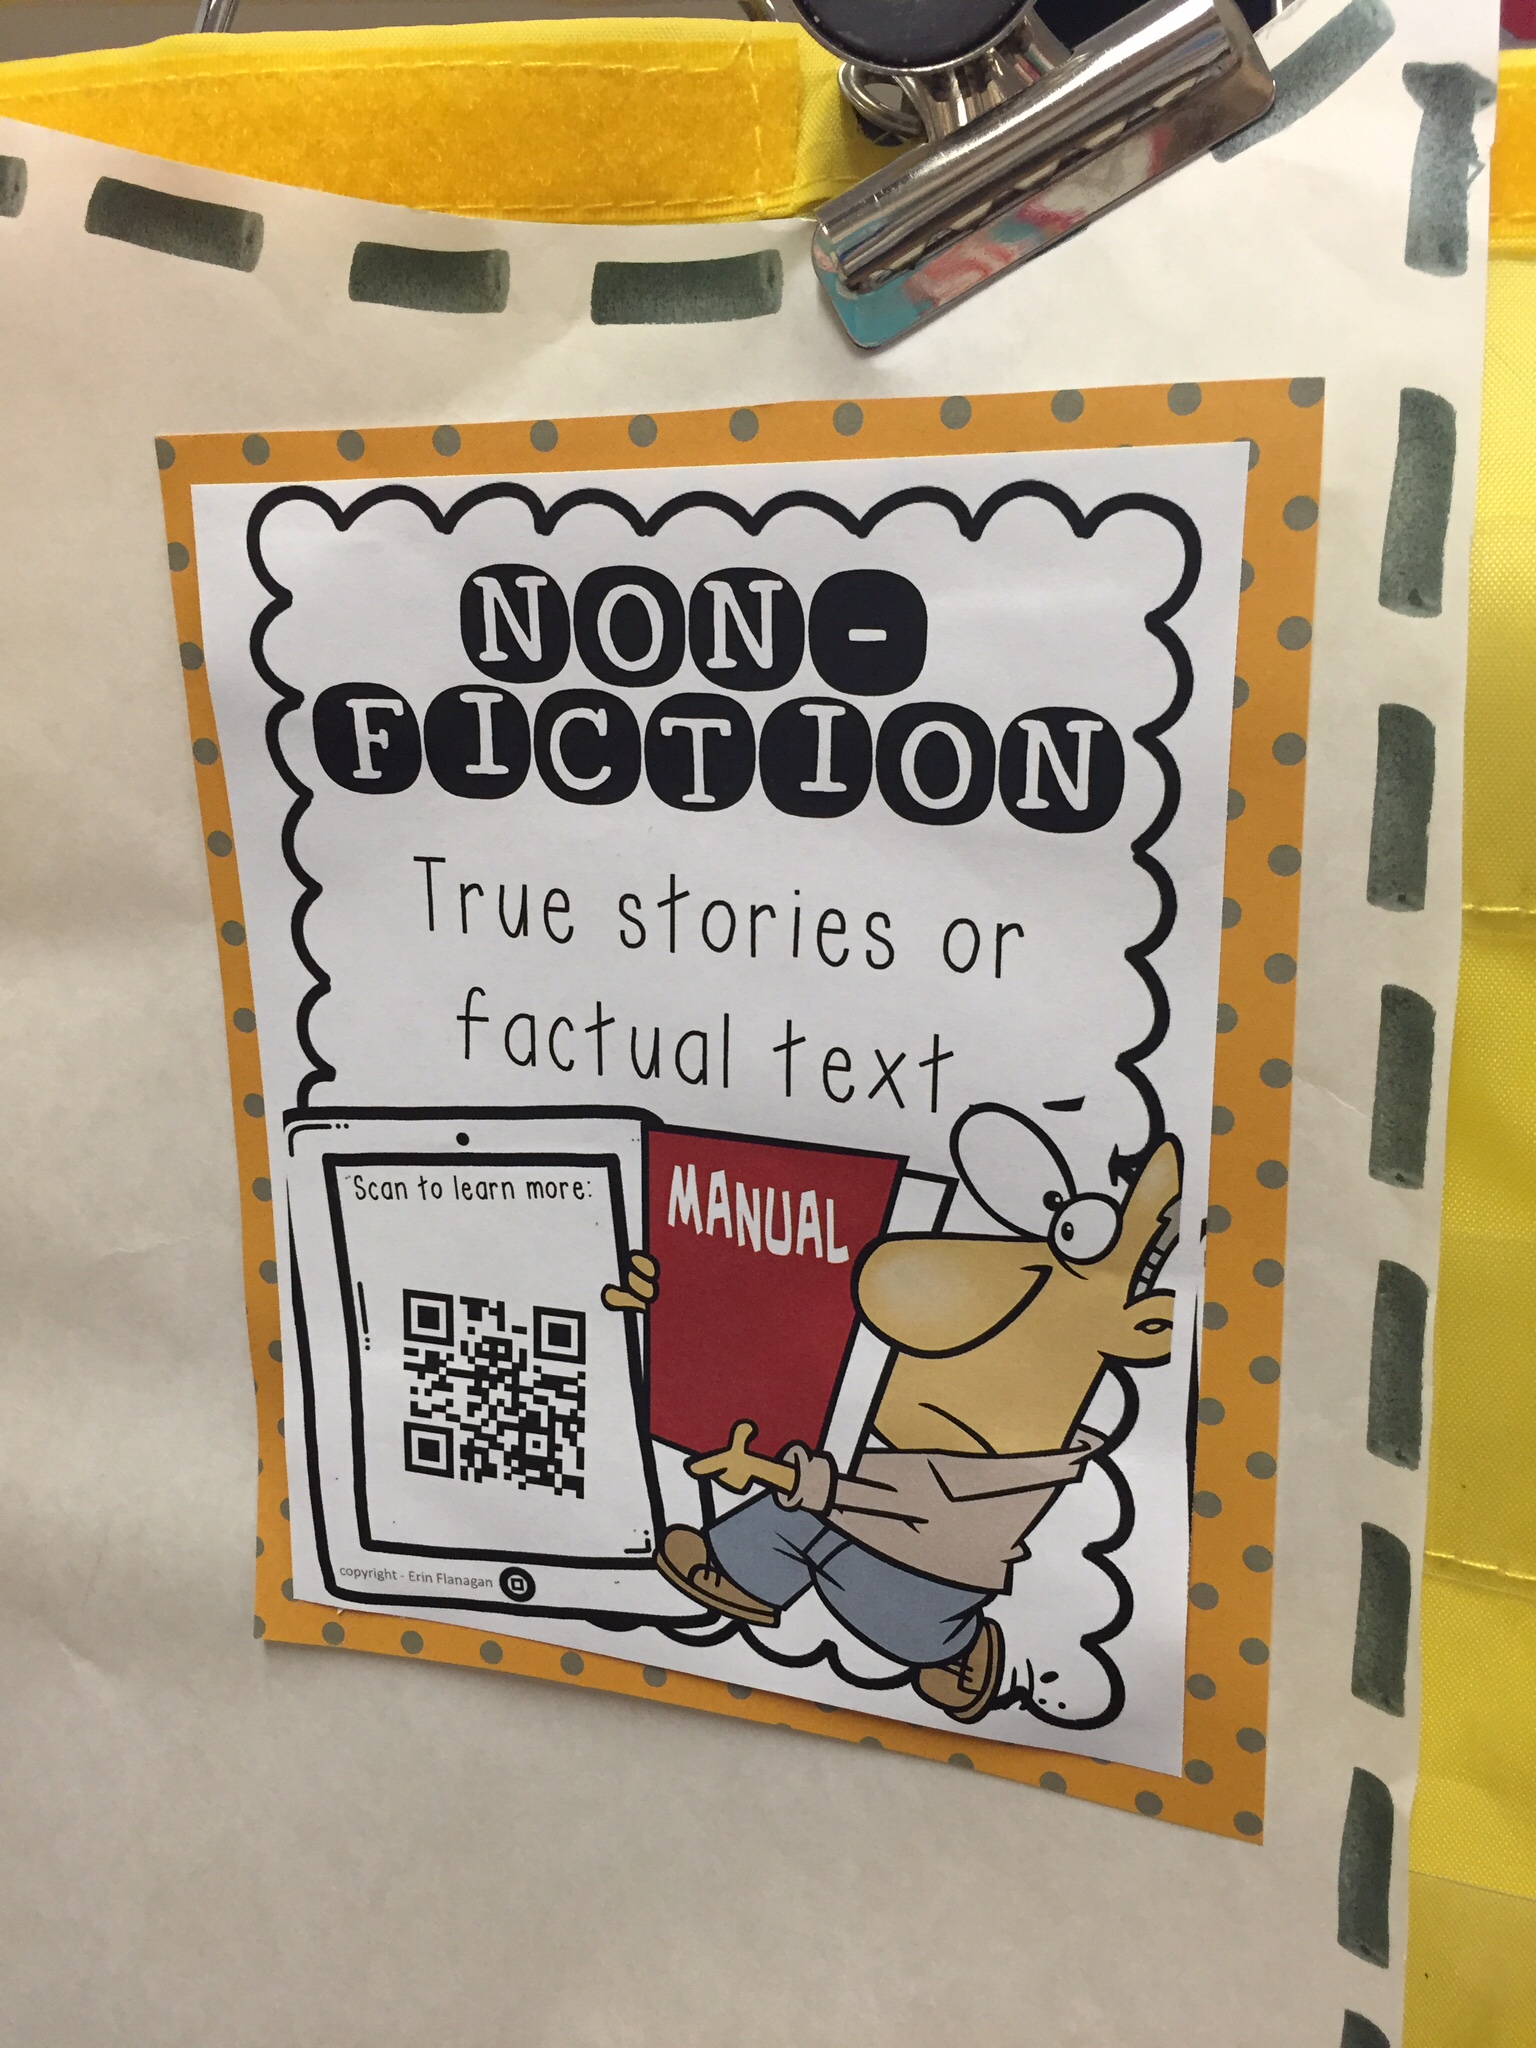 NON-
FICTION
True stories or
factual text
Scan to learn more:
MANUAL
copyright - Erin Flanagan